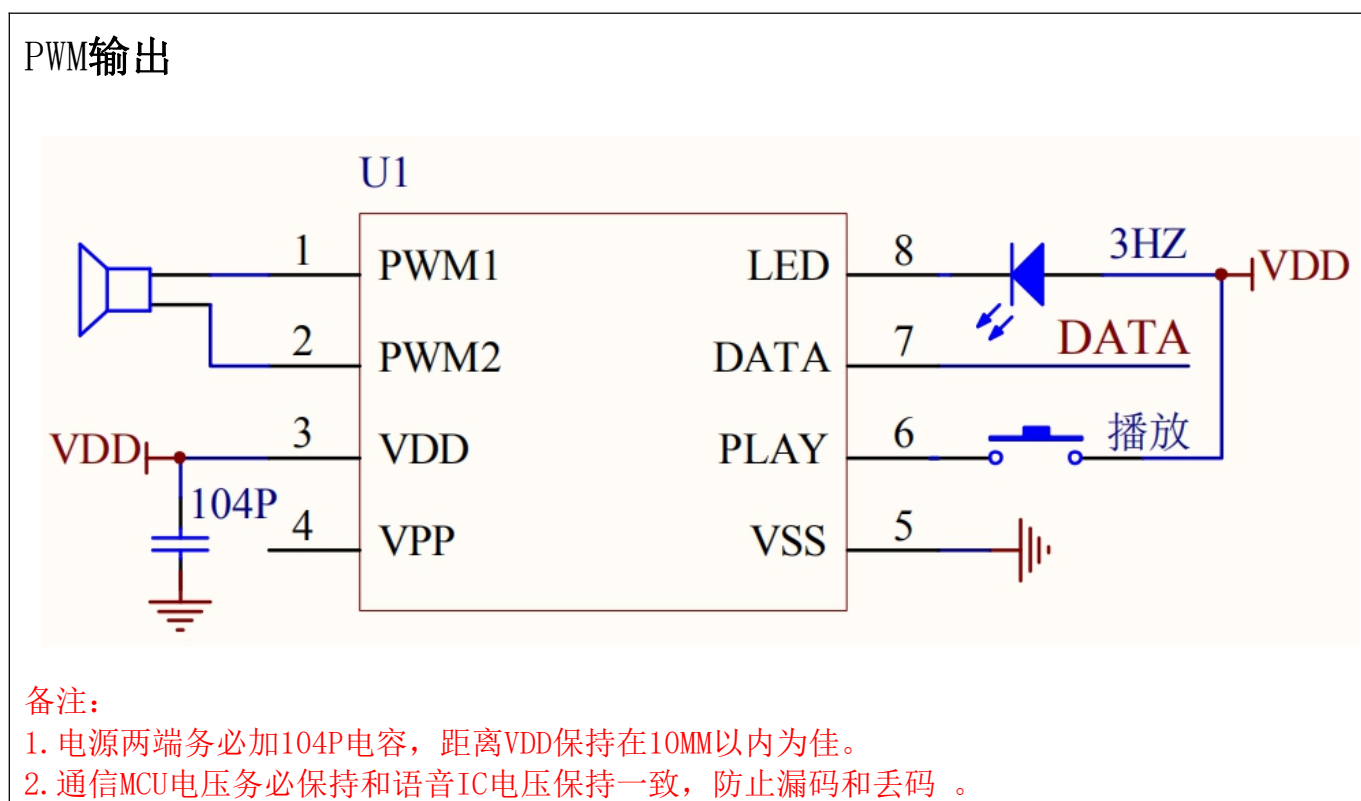 PWM输出
U1
1 PWM1
2 PWM2
VDD 3 VDD
104P
4 VPP
LED 8 3HZ VDD
DATA 7 DATA
PLAY 6 播放
VSS 5
备注：
1.电源两端务必加104P电容，距离VDD保持在10MM以内为佳。
2.通信MCU电压务必保持和语音IC电压保持一致，防止漏码和丢码 。